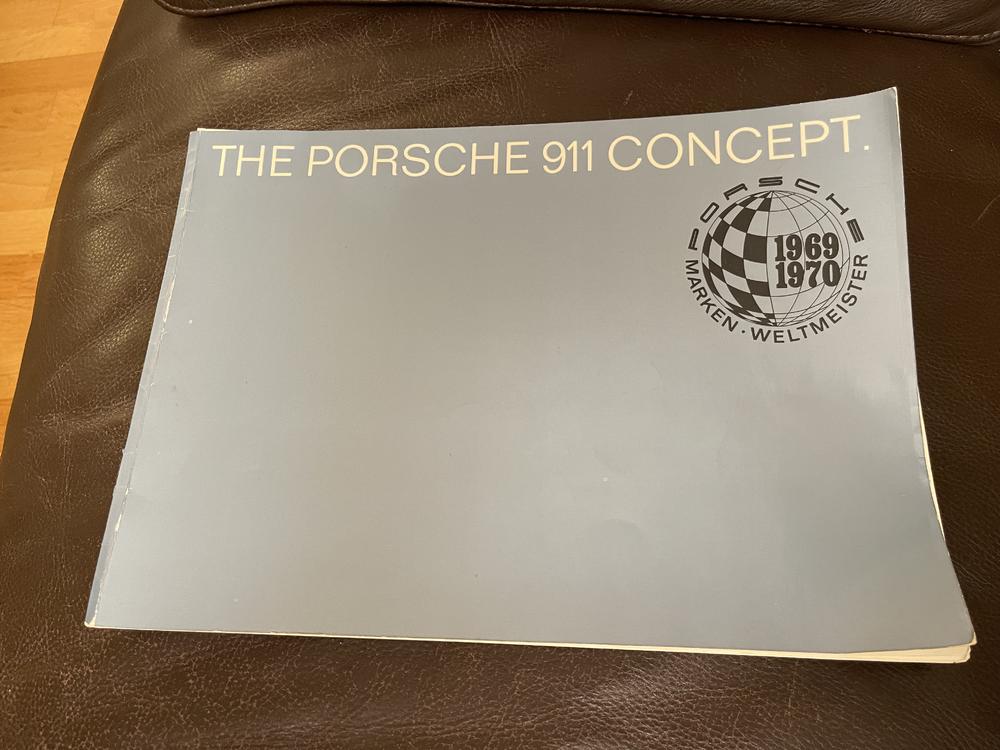 THE PORSCHE 911 CONCEPT.
PORSCHE
1969
1970
MARKEN · WELTMEISTER